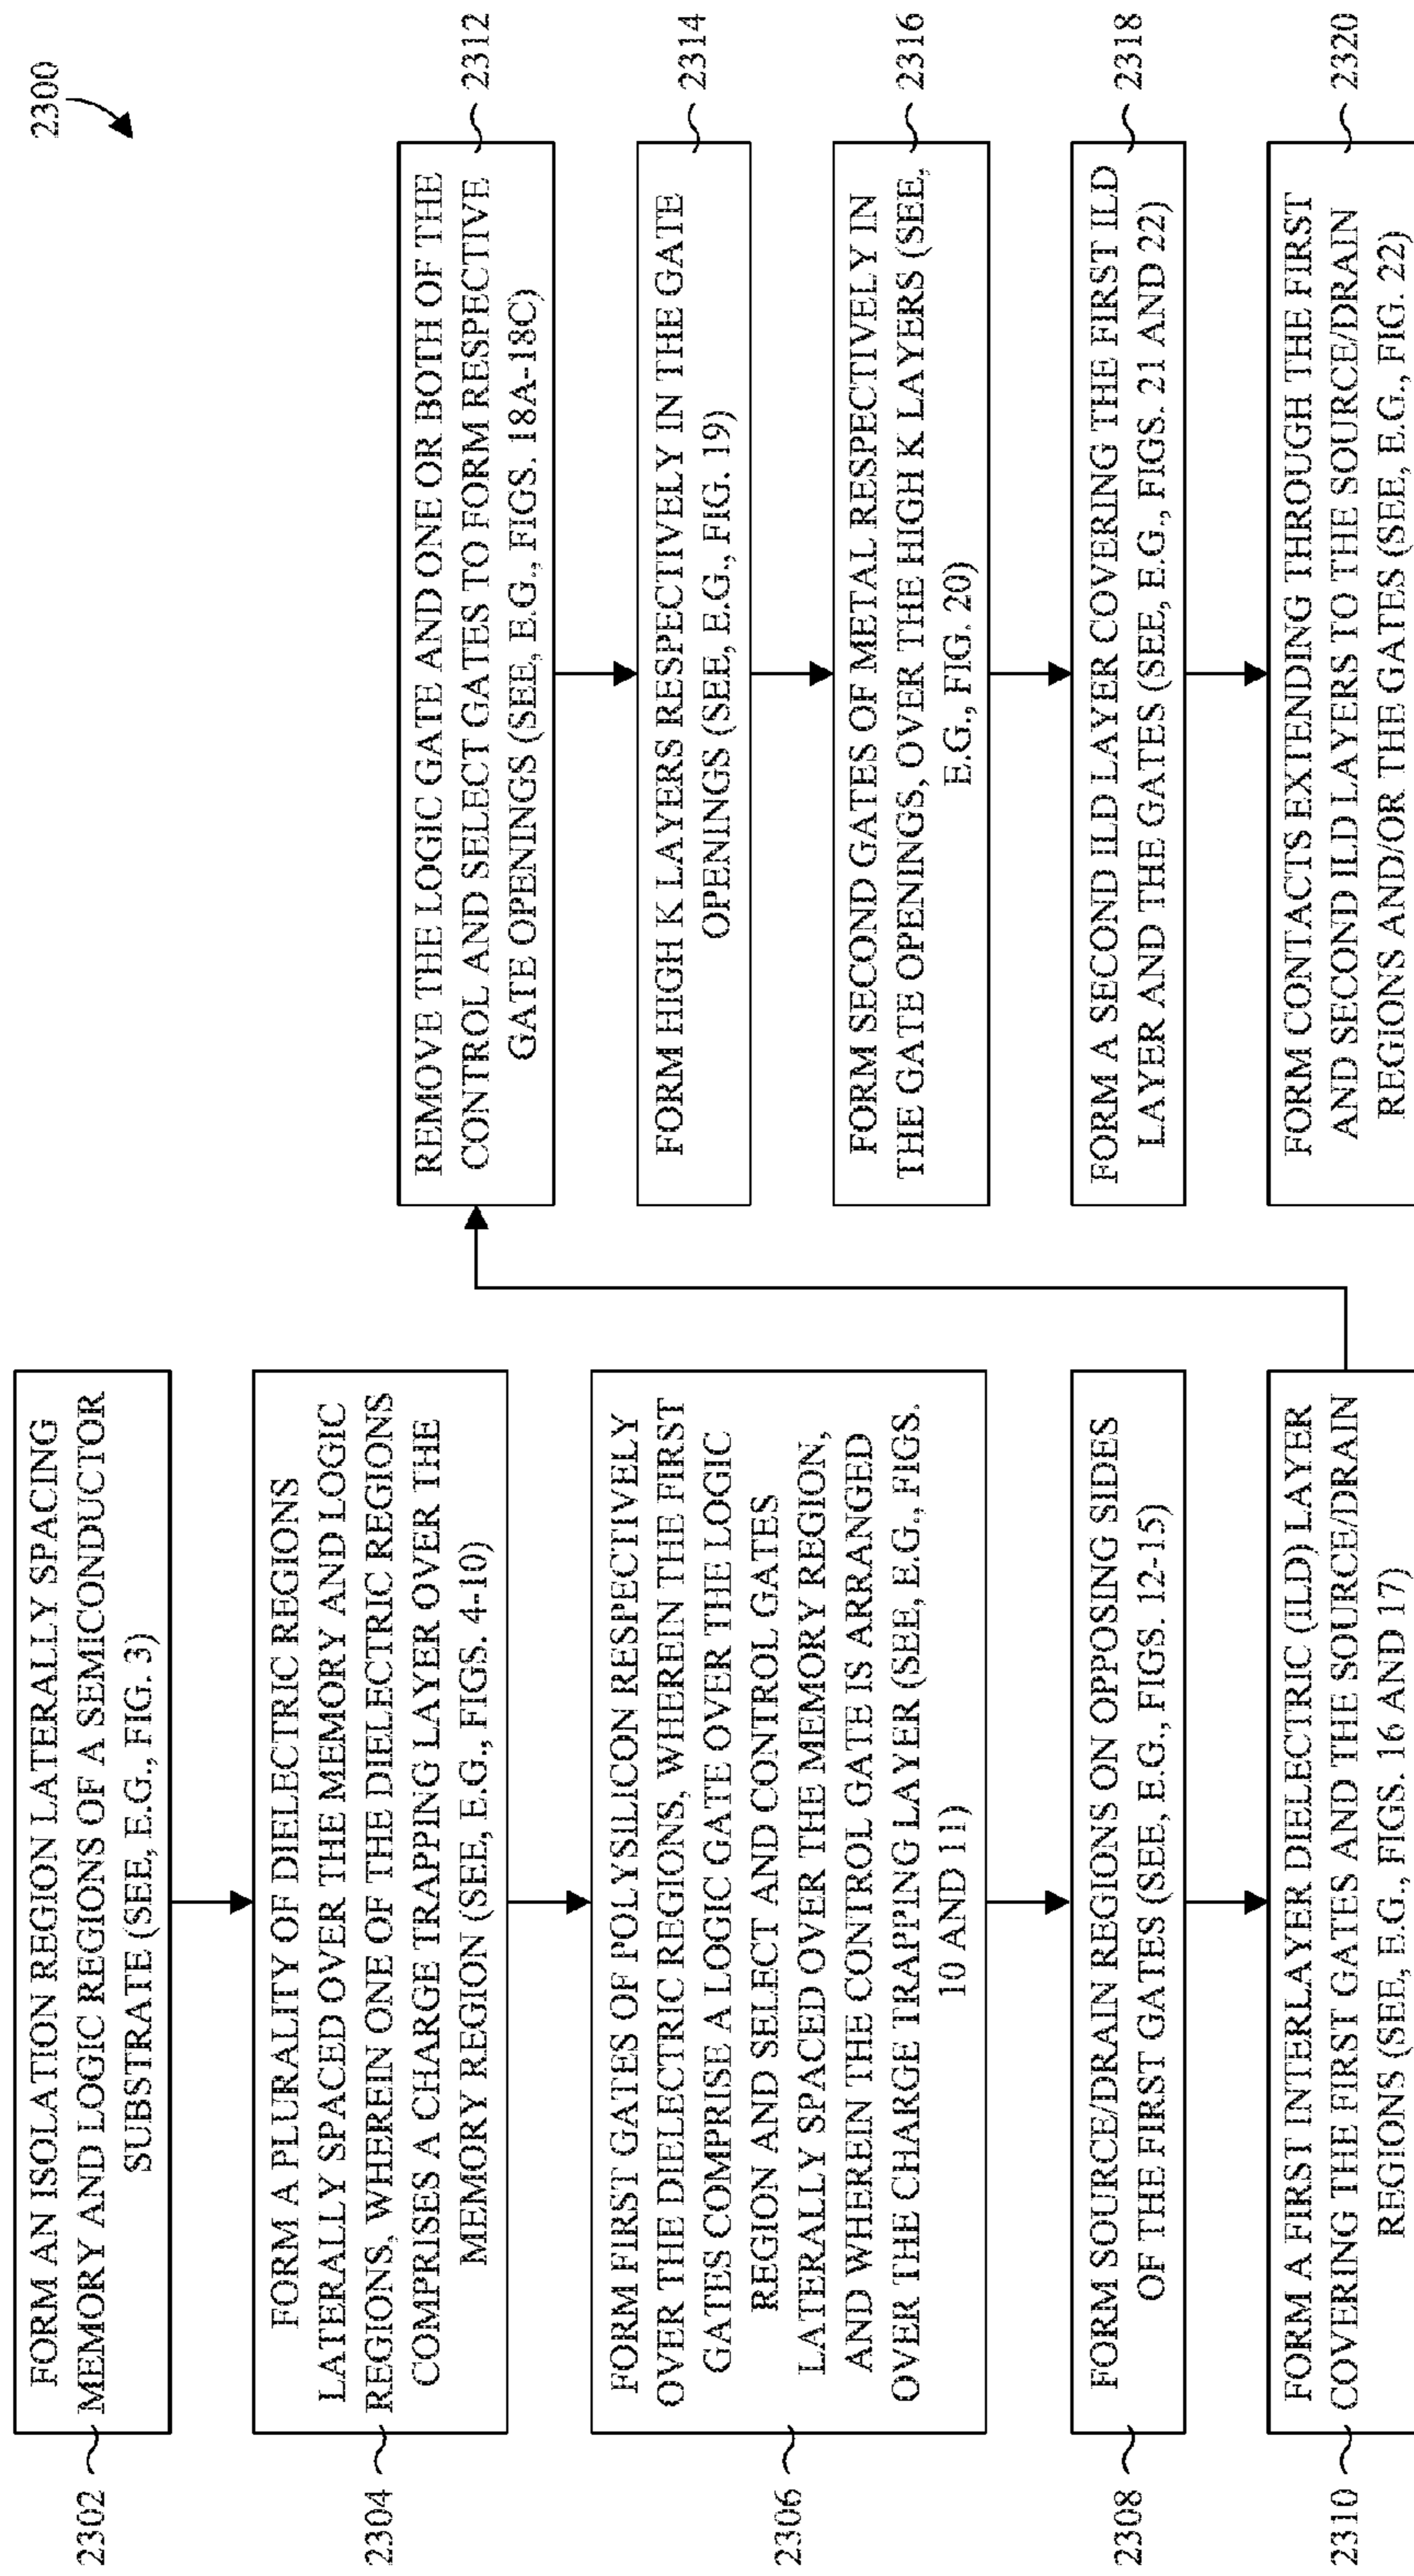 2300
2302
FORM AN ISOLATION REGION LATERALLY SPACING
MEMORY AND LOGIC REGIONS OF A SEMICONDUCTOR
SUBSTRATE (SEE, E.G., FIG. 3)
2304
FORM A PLURALITY OF DIELECTRIC REGIONS
LATERALLY SPACED OVER THE MEMORY AND LOGIC
REGIONS, WHEREIN ONE OF THE DIELECTRIC REGIONS
COMPRISES A CHARGE TRAPPING LAYER OVER THE
MEMORY REGION (SEE, E.G., FIGS. 4-10)
2306
FORM FIRST GATES OF POLYSILICON RESPECTIVELY
OVER THE DIELECTRIC REGIONS, WHEREIN THE FIRST
GATES COMPRISE A LOGIC GATE OVER THE LOGIC
REGION AND SELECT AND CONTROL GATES
LATERALLY SPACED OVER THE MEMORY REGION,
AND WHEREIN THE CONTROL GATE IS ARRANGED
OVER THE CHARGE TRAPPING LAYER (SEE, E.G., FIGS.
10 AND 11)
2308
FORM SOURCE/DRAIN REGIONS ON OPPOSING SIDES
OF THE FIRST GATES (SEE, E.G., FIGS. 12-15)
2310
FORM A FIRST INTERLAYER DIELECTRIC (ILD) LAYER
COVERING THE FIRST GATES AND THE SOURCE/DRAIN
REGIONS (SEE, E.G., FIGS. 16 AND 17)
REMOVE THE LOGIC GATE AND ONE OR BOTH OF THE
CONTROL AND SELECT GATES TO FORM RESPECTIVE
GATE OPENINGS (SEE, E.G., FIGS. 18A-18C)
2312
FORM HIGH K LAYERS RESPECTIVELY IN THE GATE
OPENINGS (SEE, E.G., FIG. 19)
2314
FORM SECOND GATES OF METAL RESPECTIVELY IN
THE GATE OPENINGS, OVER THE HIGH K LAYERS (SEE,
E.G., FIG. 20)
2316
FORM A SECOND ILD LAYER COVERING THE FIRST ILD
LAYER AND THE GATES (SEE, E.G., FIGS. 21 AND 22)
2318
FORM CONTACTS EXTENDING THROUGH THE FIRST
AND SECOND ILD LAYERS TO THE SOURCE/DRAIN
REGIONS AND/OR THE GATES (SEE, E.G., FIG. 22)
2320